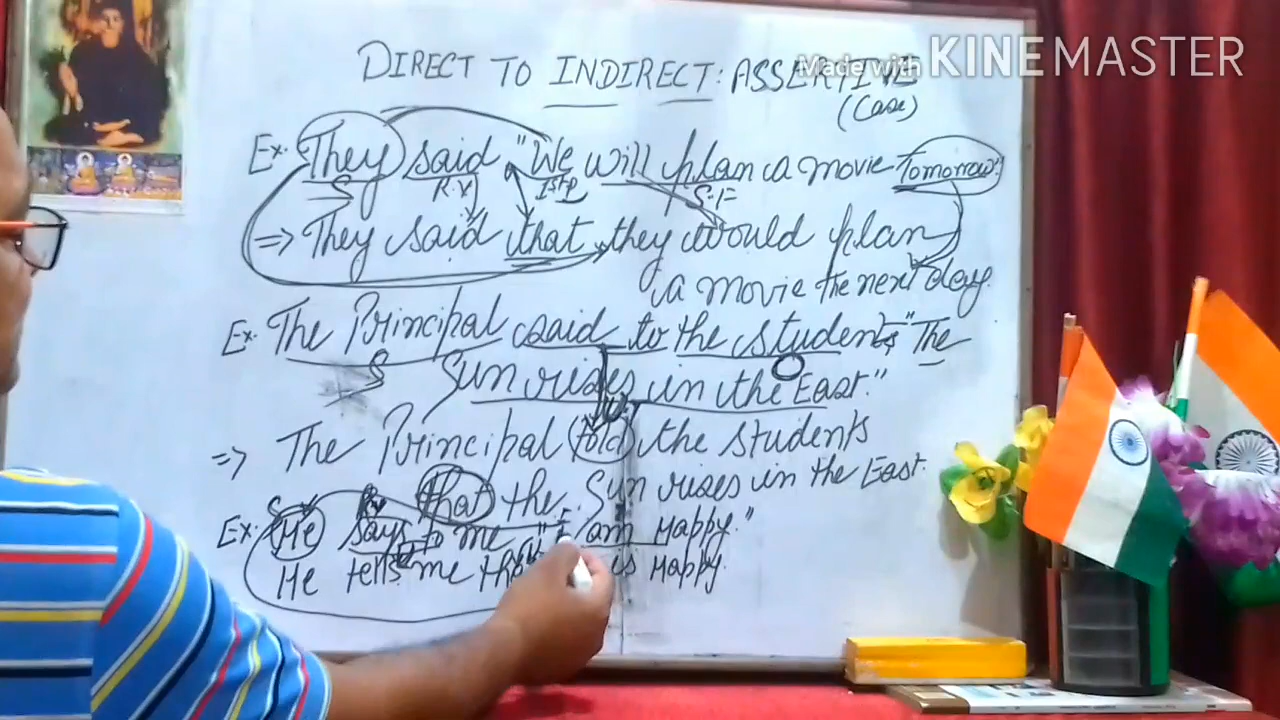 Made with KINEMASTER
DIRECT TO INDIRECT: ASSERTIVE
(Case)
Ex. They said "We will plan a movie Tomorrow."
S R.V Ist P S.F
=> They said that they would plan
a movie the next day.
Ex. The Principal said to the students "The
S
Sun rises in the East."
=> The Principal told the students
that the Sun rises in the East.
S RV
Ex. He says to me "I am Happy."
He tells me is Happy.